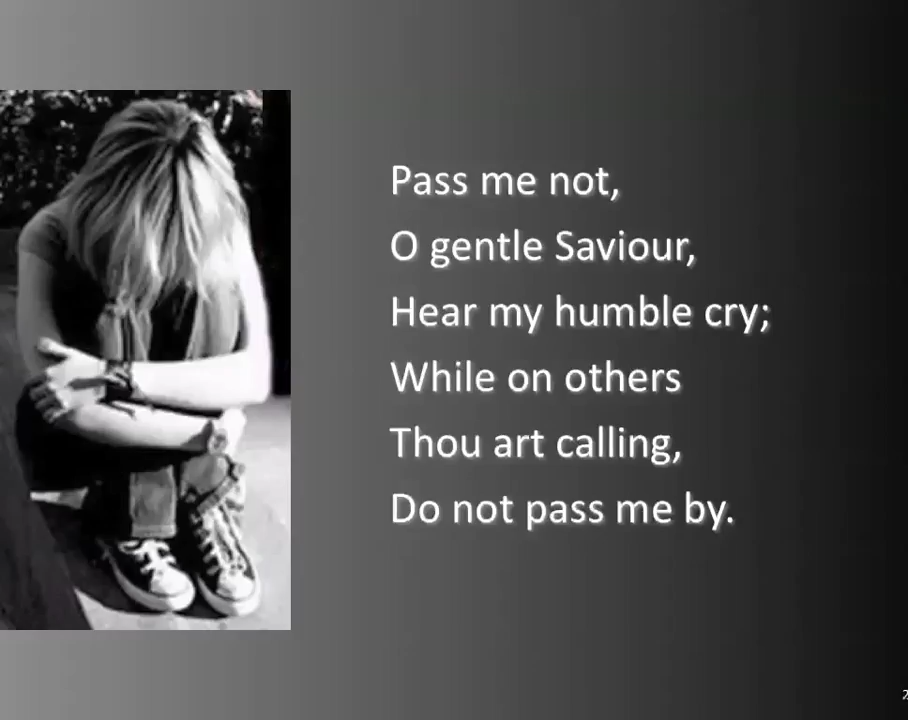 Pass me not,
O gentle Saviour,
Hear my humble cry;
While on others
Thou art calling,
Do not pass me by.
2